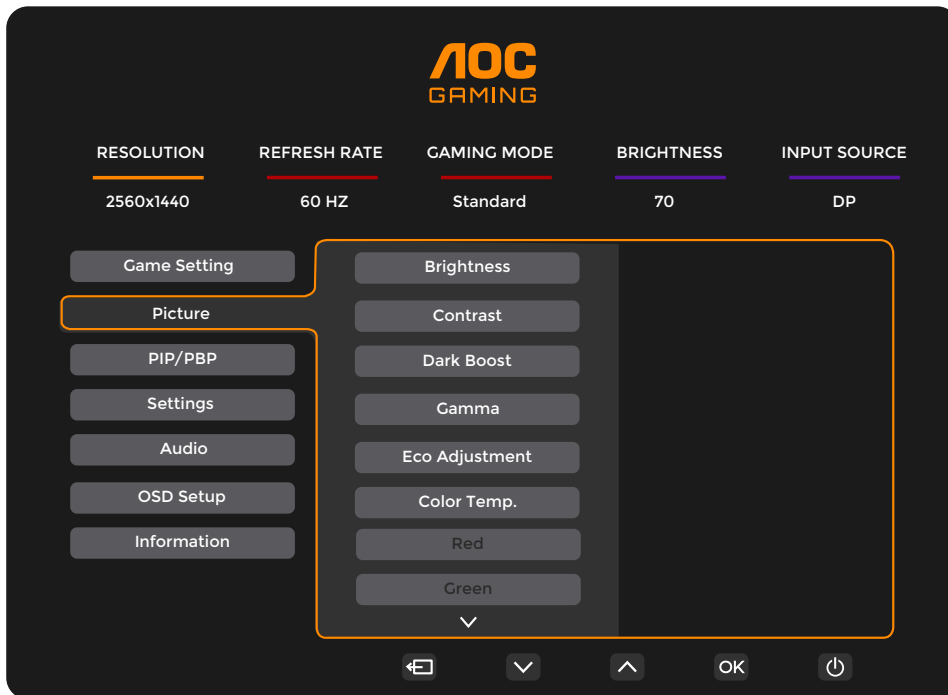 AOC
GAMING
RESOLUTION REFRESH RATE GAMING MODE BRIGHTNESS INPUT SOURCE
2560x1440 60 HZ Standard 70 DP
Game Setting
Picture
PIP/PBP
Settings
Audio
OSD Setup
Information
Brightness
Contrast
Dark Boost
Gamma
Eco Adjustment
Color Temp.
Red
Green
OK